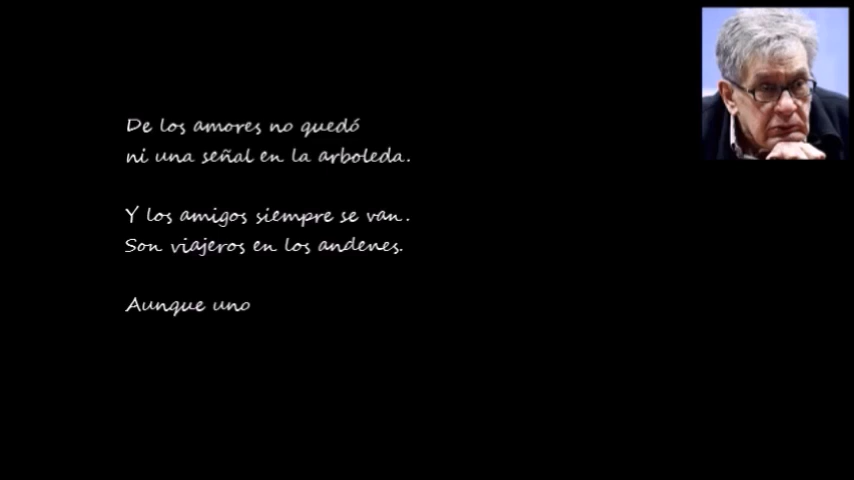 De los amores no quedó
ni una señal en la arboleda.
Y los amigos siempre se van.
Son viajeros en los andenes.
Aunque uno